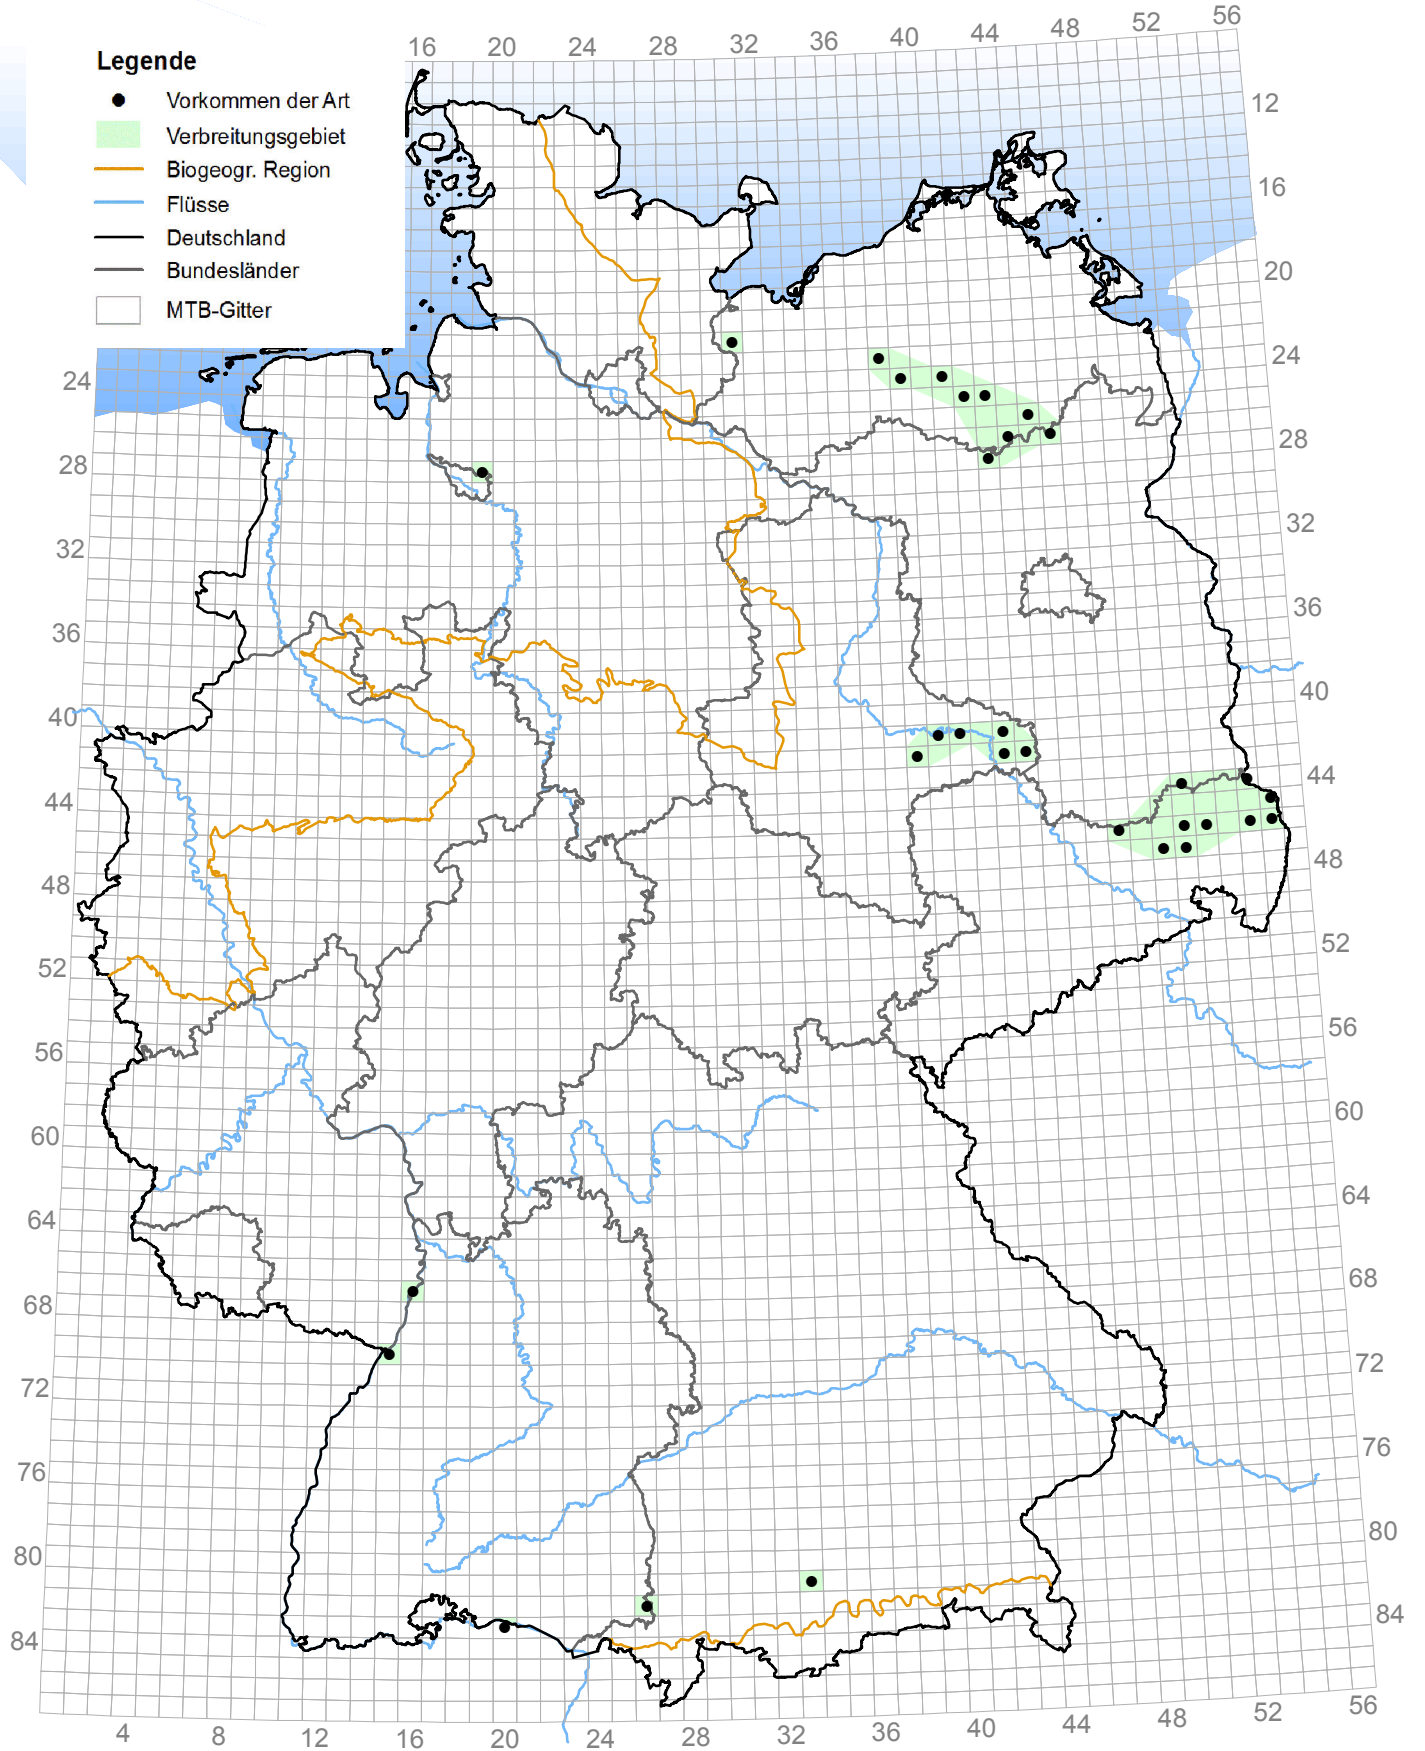 16 20 24 28 32 36 40 44 48 52 56
Legende
Vorkommen der Art
Verbreitungsgebiet
Biogeogr. Region
Flüsse
Deutschland
Bundesländer
MTB-Gitter
12
16
20
24 24
28 28
32 32
36 36
40 40
44 44
48 48
52 52
56 56
60 60
64 64
68 68
72 72
76 76
80 80
84 84
4 8 12 16 20 24 28 32 36 40 44 48 52 56